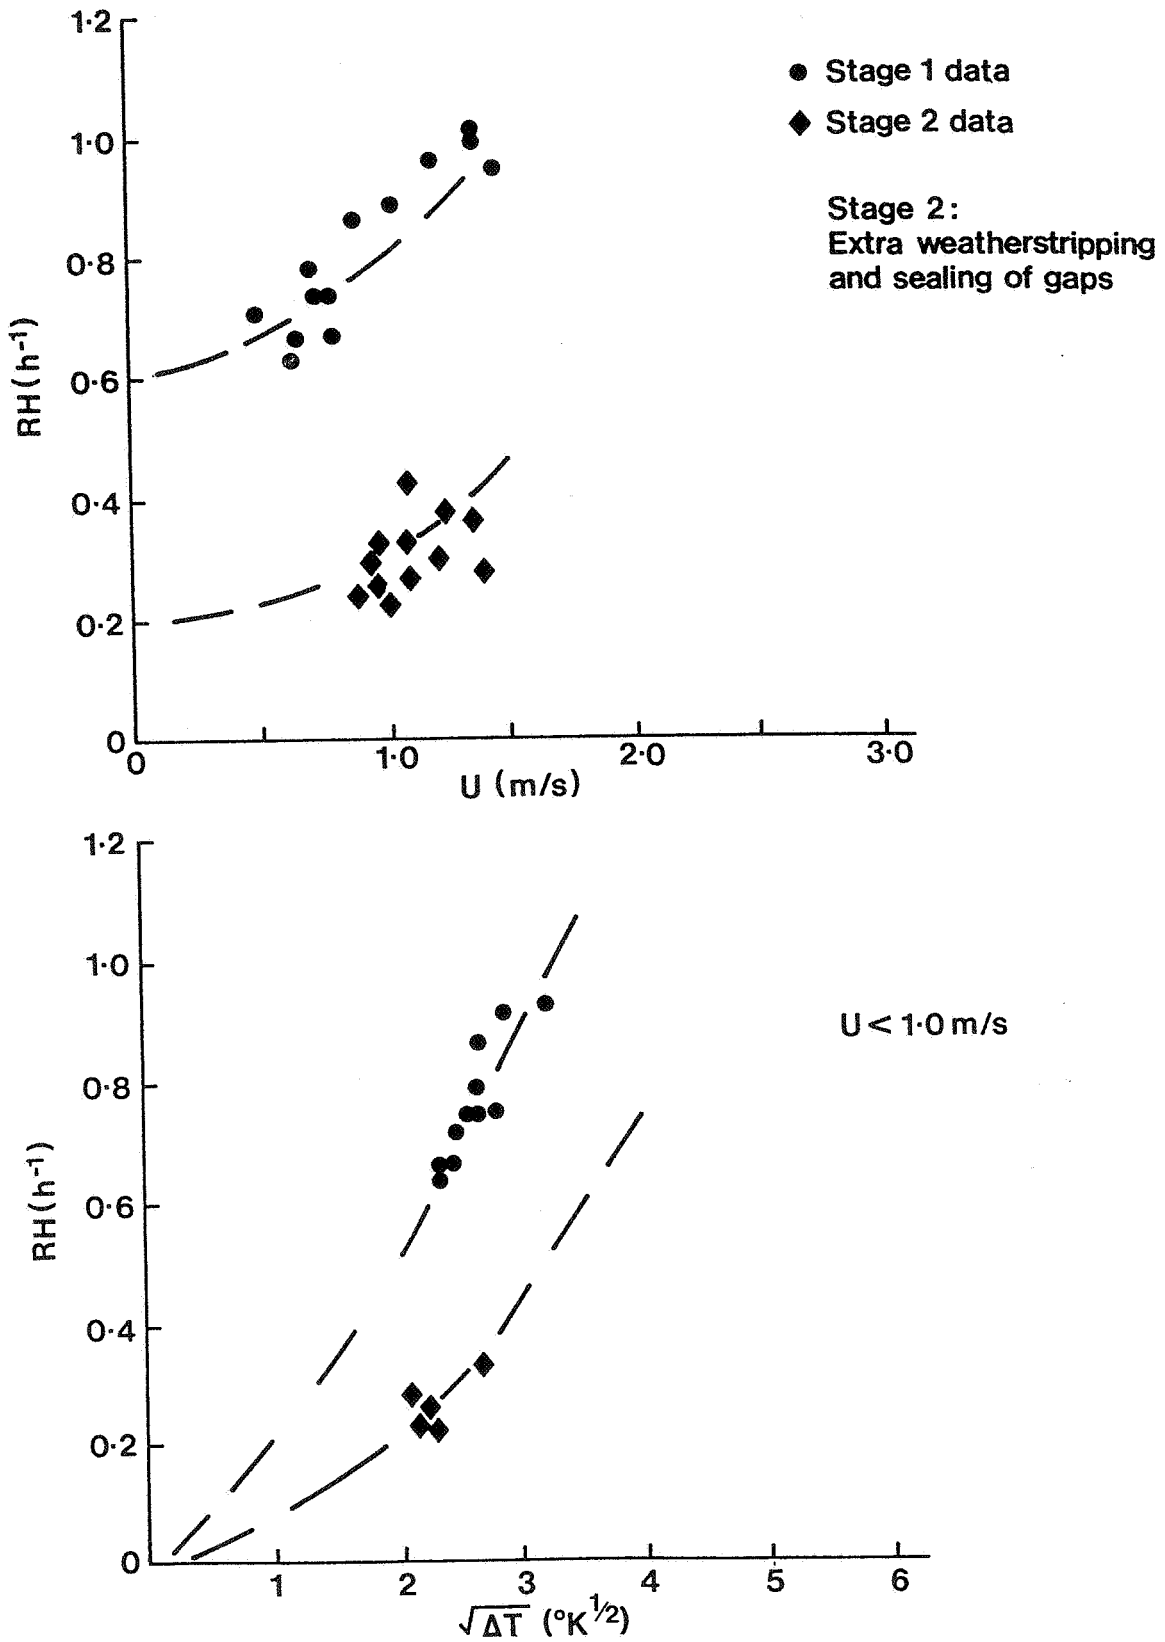 1·2
1·0
0·8
0·6
0·4
0·2
0
RH (h⁻¹)
● Stage 1 data
◆ Stage 2 data
Stage 2:
Extra weatherstripping
and sealing of gaps
0 1·0 2·0 3·0
U (m/s)
1·2
1·0
0·8
0·6
0·4
0·2
0
RH (h⁻¹)
U < 1·0 m/s
1 2 3 4 5 6
√ΔT (°K^½)